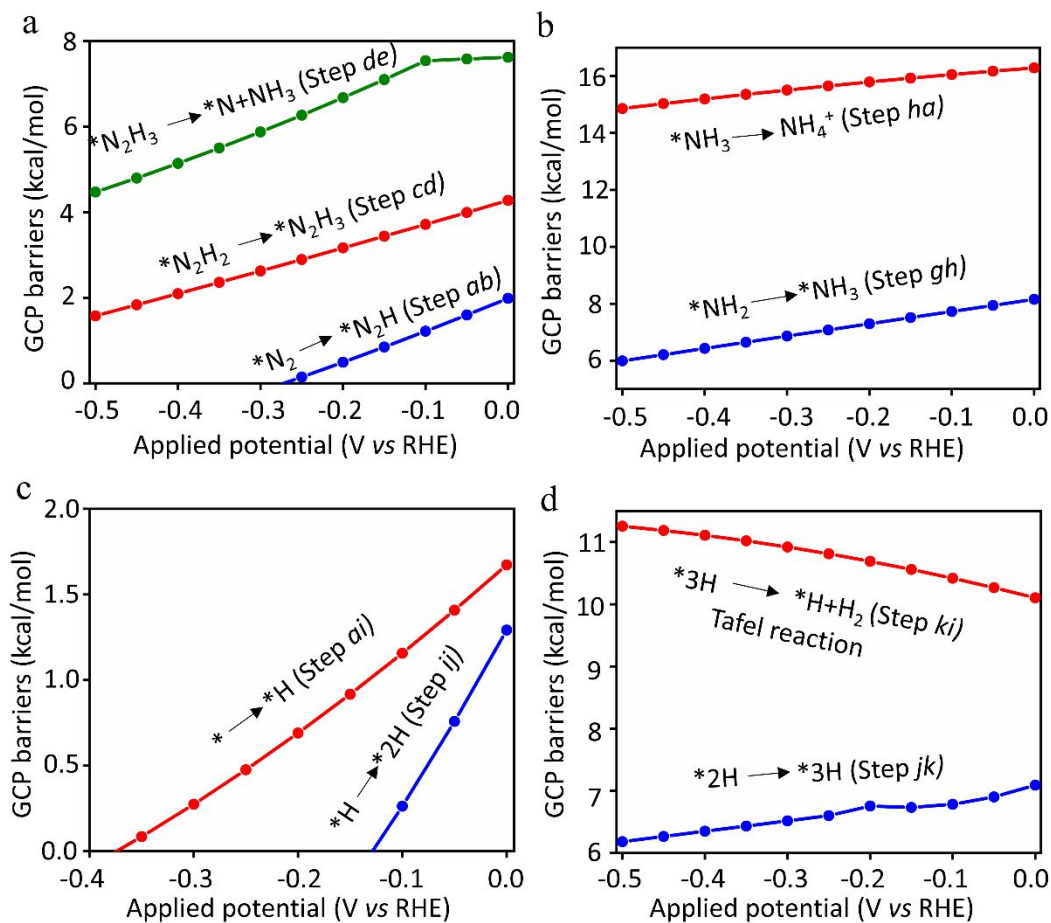 a
GCP barriers (kcal/mol)
8
6
4
2
0
*N₂H₃ → *N+NH₃ (Step de)
*N₂H₂ → *N₂H₃ (Step cd)
*N₂ → *N₂H (Step ab)
-0.5 -0.4 -0.3 -0.2 -0.1 0.0
Applied potential (V vs RHE)
b
GCP barriers (kcal/mol)
16
14
12
10
8
6
*NH₃ → NH₄⁺ (Step ha)
*NH₂ → *NH₃ (Step gh)
-0.5 -0.4 -0.3 -0.2 -0.1 0.0
Applied potential (V vs RHE)
c
GCP barriers (kcal/mol)
2.0
1.5
1.0
0.5
0.0
* → *H (Step ai)
*H → *2H (Step ij)
-0.4 -0.3 -0.2 -0.1 0.0
Applied potential (V vs RHE)
d
GCP barriers (kcal/mol)
11
10
9
7
6
*3H → *H+H₂ (Step ki)
Tafel reaction
*2H → *3H (Step jk)
-0.5 -0.4 -0.3 -0.2 -0.1 0.0
Applied potential (V vs RHE)